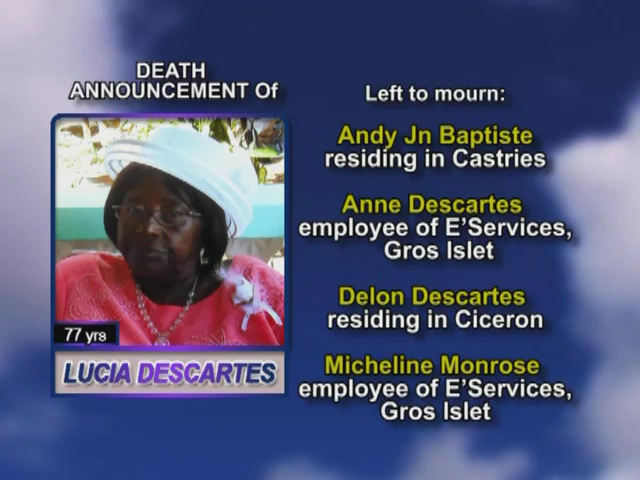 DEATH
ANNOUNCEMENT Of
77 yrs
LUCIA DESCARTES
Left to mourn:
Andy Jn Baptiste
residing in Castries
Anne Descartes
employee of E'Services,
Gros Islet
Delon Descartes
residing in Ciceron
Micheline Monrose
employee of E'Services,
Gros Islet